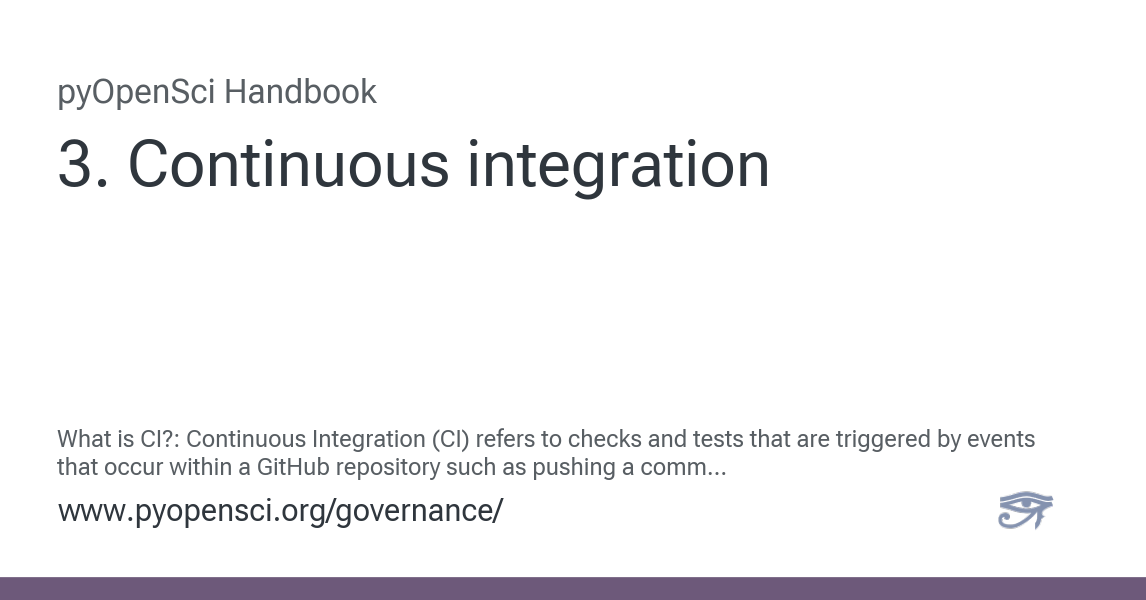 pyOpenSci Handbook
3. Continuous integration
What is CI?: Continuous Integration (CI) refers to checks and tests that are triggered by events
that occur within a GitHub repository such as pushing a comm...
www.pyopensci.org/governance/